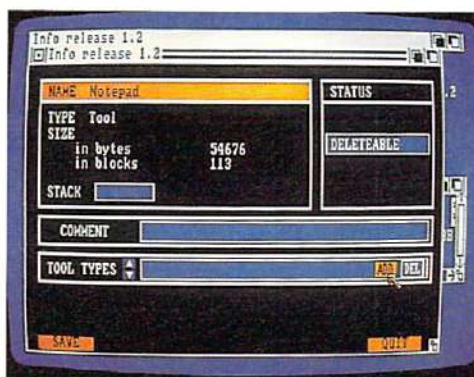 Info release 1.2
Info release 1.2
NAME Notepad
STATUS
.2
TYPE Tool
SIZE
in bytes 54676
in blocks 113
DELETEABLE
STACK
COMMENT
TOOL TYPES
ADD DEL
SAVE
QUIT